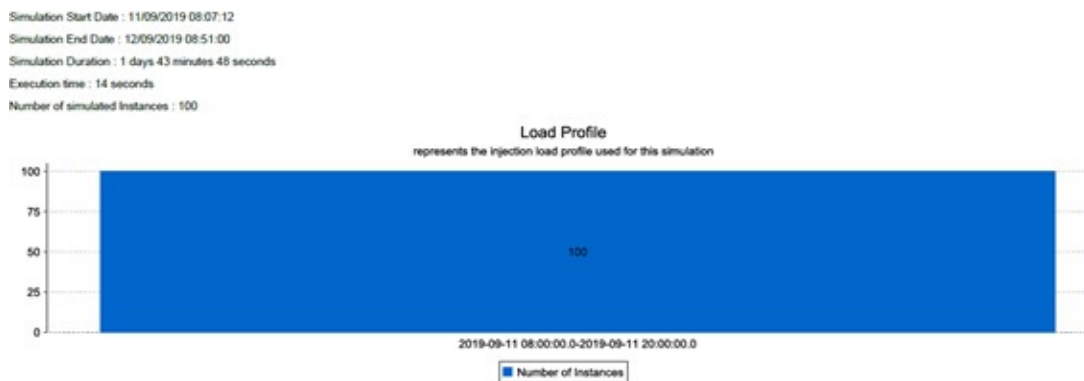 Simulation Start Date : 11/09/2019 08:07:12
Simulation End Date : 12/09/2019 08:51:00
Simulation Duration : 1 days 43 minutes 48 seconds
Execution time : 14 seconds
Number of simulated Instances : 100
Load Profile
represents the injection load profile used for this simulation
100
75
50
100
25
0
2019-09-11 08:00:00.0-2019-09-11 20:00:00.0
Number of Instances